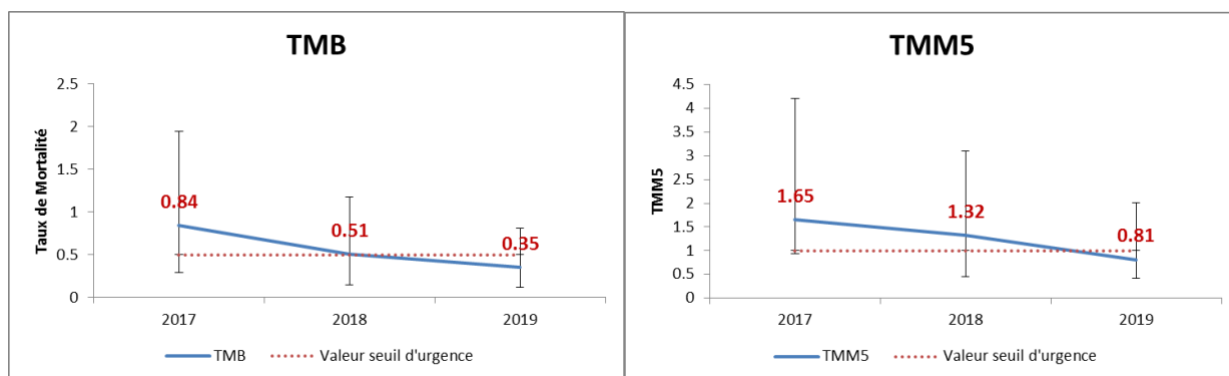 TMB
2.5
2
1.5
1
0.5
0
Taux de Mortalité
0.84
0.51
0.35
2017 2018 2019
TMB Valeur seuil d'urgence
TMM5
4.5
4
3.5
3
2.5
2
1.5
1
0.5
0
TMM5
1.65
1.32
0.81
2017 2018 2019
TMM5 Valeur seuil d'urgence